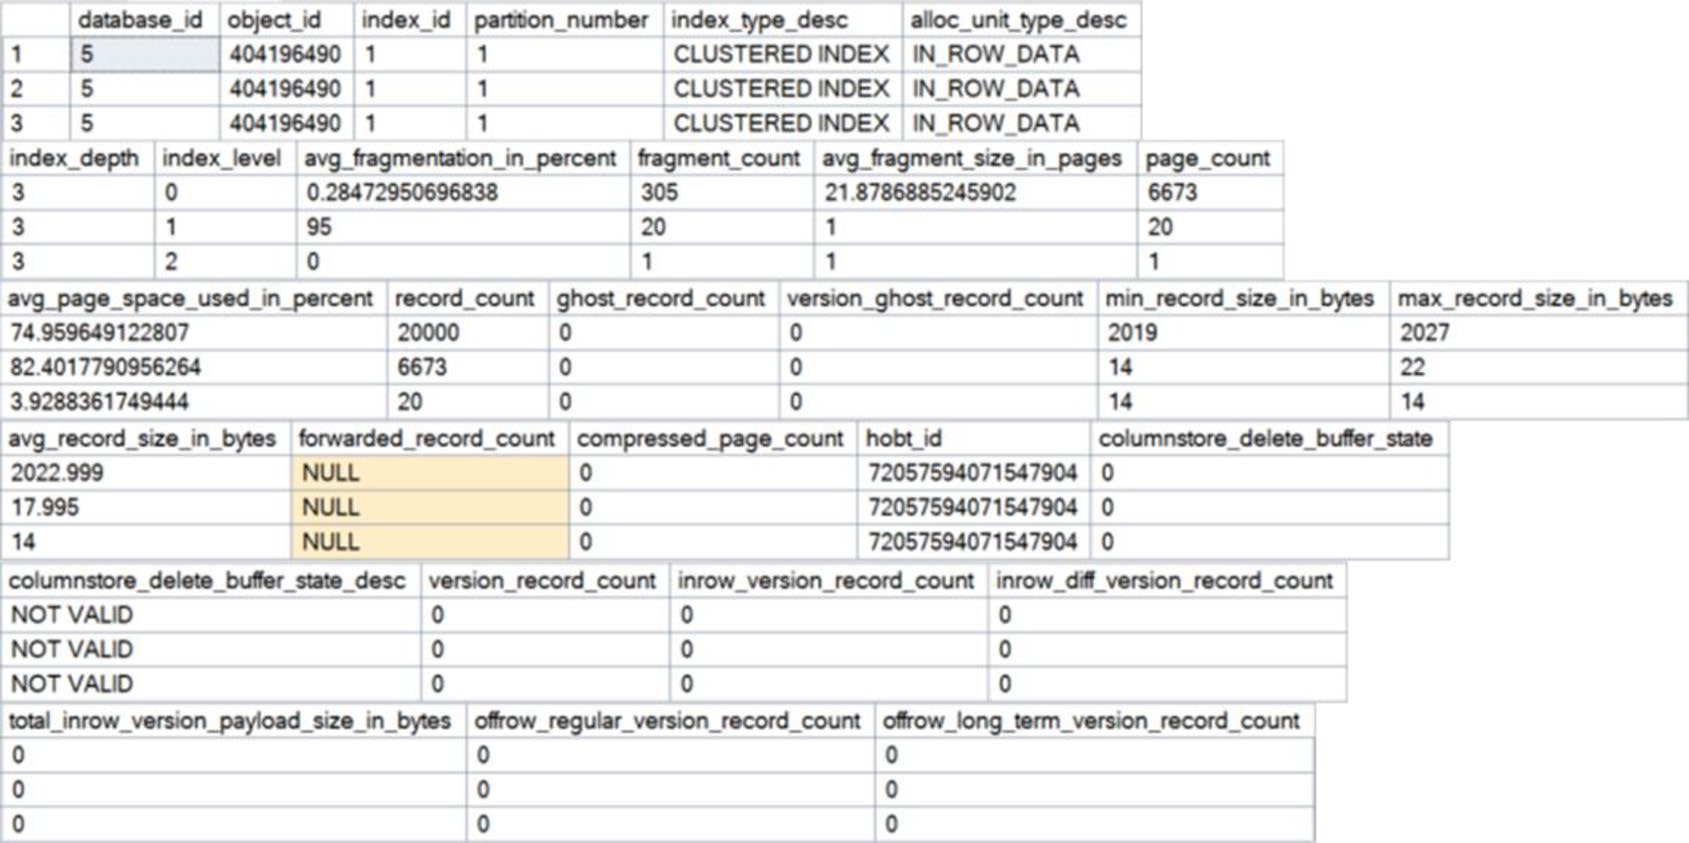 database_id object_id index_id partition_number index_type_desc alloc_unit_type_desc
1 5 404196490 1 1 CLUSTERED INDEX IN_ROW_DATA
2 5 404196490 1 1 CLUSTERED INDEX IN_ROW_DATA
3 5 404196490 1 1 CLUSTERED INDEX IN_ROW_DATA
index_depth index_level avg_fragmentation_in_percent fragment_count avg_fragment_size_in_pages page_count
3 0 0.28472950696838 305 21.8786885245902 6673
3 1 95 20 1 20
3 2 0 1 1 1
avg_page_space_used_in_percent record_count ghost_record_count version_ghost_record_count min_record_size_in_bytes max_record_size_in_bytes
74.959649122807 20000 0 0 2019 2027
82.4017790956264 6673 0 0 14 22
3.9288361749444 20 0 0 14 14
avg_record_size_in_bytes forwarded_record_count compressed_page_count hobt_id columnstore_delete_buffer_state
2022.999 NULL 0 72057594071547904 0
17.995 NULL 0 72057594071547904 0
14 NULL 0 72057594071547904 0
columnstore_delete_buffer_state_desc version_record_count inrow_version_record_count inrow_diff_version_record_count
NOT VALID 0 0 0
NOT VALID 0 0 0
NOT VALID 0 0 0
total_inrow_version_payload_size_in_bytes offrow_regular_version_record_count offrow_long_term_version_record_count
0 0 0
0 0 0
0 0 0